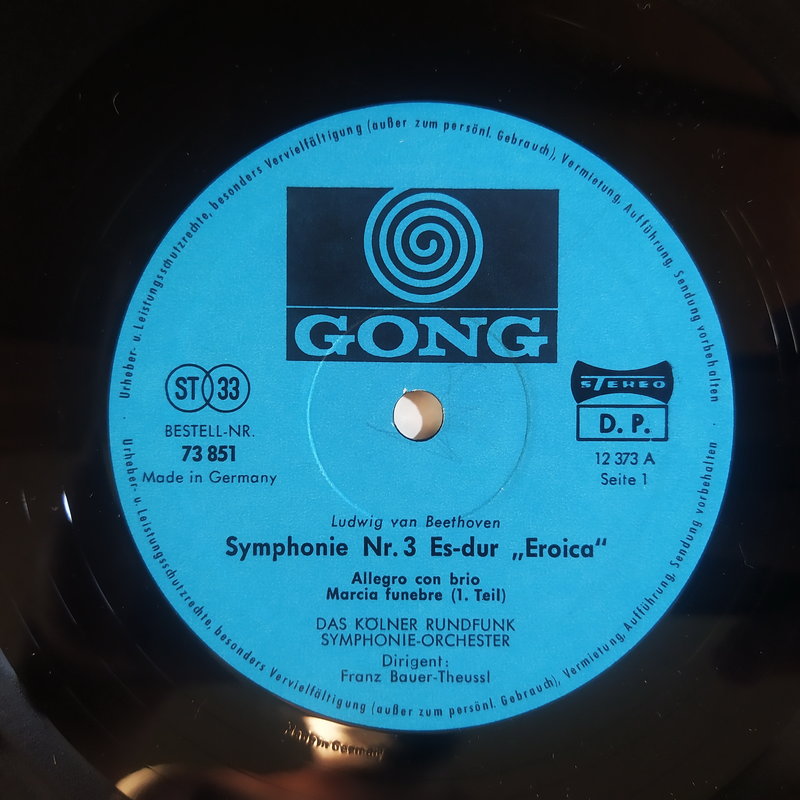 Urheber- u. Leistungsschutzrechte, besonders Vervielfältigung (außer zum persönl. Gebrauch), Vermietung, Aufführung, Sendung vorbehalten
GONG
ST 33
BESTELL-NR.
73 851
Made in Germany
STEREO
D. P.
12 373 A
Seite 1
Ludwig van Beethoven
Symphonie Nr. 3 Es-dur „Eroica“
Allegro con brio
Marcia funebre (1. Teil)
DAS KÖLNER RUNDFUNK
SYMPHONIE-ORCHESTER
Dirigent:
Franz Bauer-Theussl
Urheber- u. Leistungsschutzrechte, besonders Vervielfältigung (außer zum persönl. Gebrauch), Vermietung, Aufführung, Sendung vorbehalten
Made in Germany